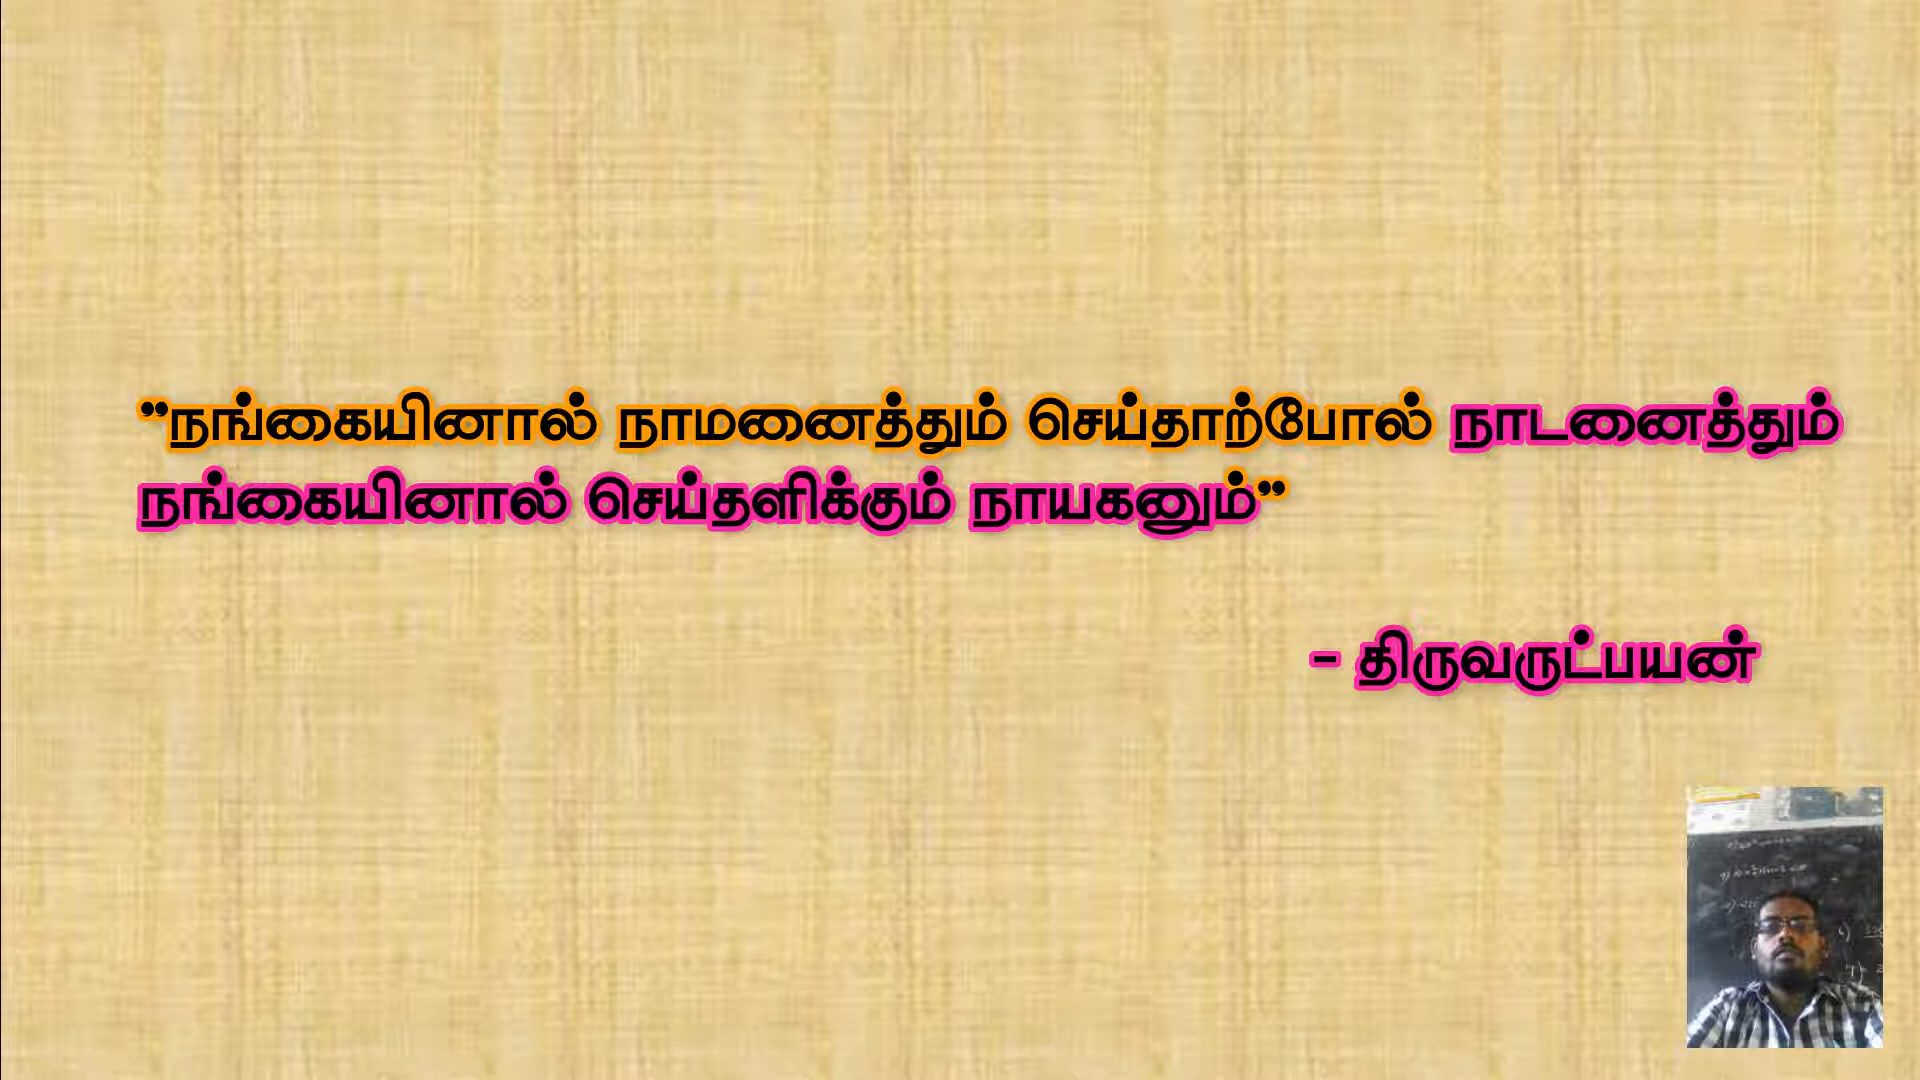 "நங்கையினால் நாமனைத்தும் செய்தாற்போல் நாடனைத்தும்
நங்கையினால் செய்தளிக்கும் நாயகனும்"
- திருவருட்பயன்